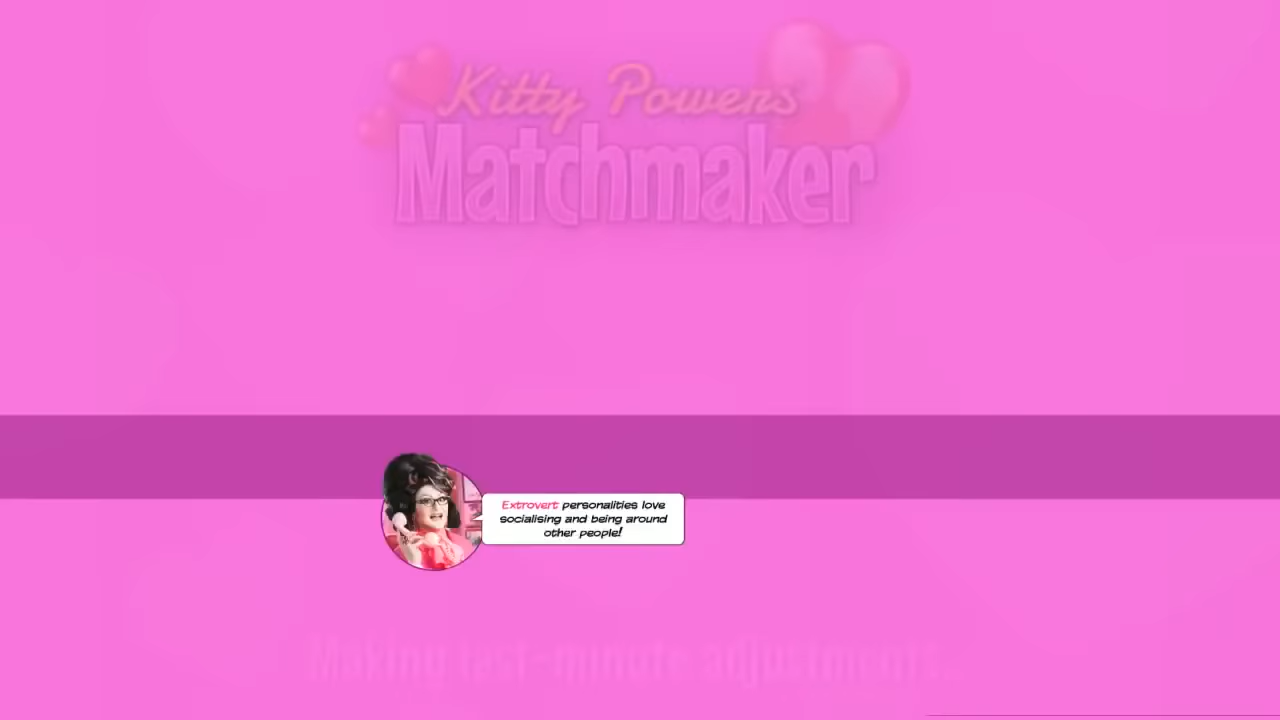 Kitty Powers
Matchmaker
Extrovert personalities love
socialising and being around
other people!
Making last-minute adjustments...